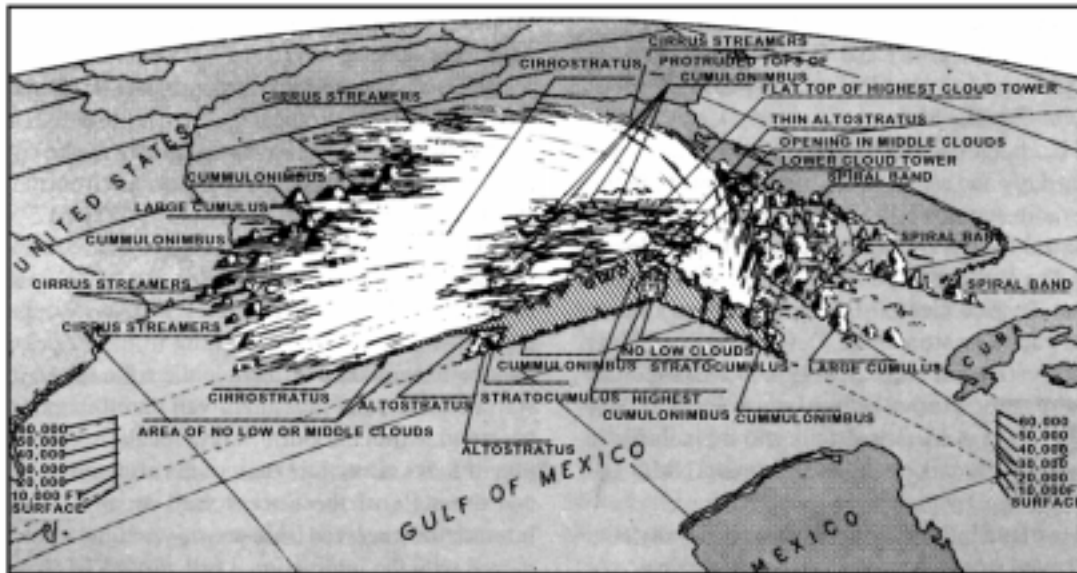 CIRRUS STREAMERS
CIRROSTRATUS
PROTRUDED TOPS OF
CUMULONIMBUS
CIRRUS STREAMERS
FLAT TOP OF HIGHEST CLOUD TOWER
THIN ALTOSTRATUS
UNITED STATES
OPENING IN MIDDLE CLOUDS
LOWER CLOUD TOWER
CUMMULONIMBUS
SPIRAL BAND
LARGE CUMULUS
CUMMULONIMBUS
SPIRAL BAND
CIRRUS STREAMERS
SPIRAL BAND
CIRRUS STREAMERS
CUBA
NO LOW CLOUDS
CUMMULONIMBUS
STRATOCUMULUS
LARGE CUMULUS
CIRROSTRATUS
ALTOSTRATUS
STRATOCUMULUS
HIGHEST
CUMULONIMBUS
CUMMULONIMBUS
AREA OF NO LOW OR MIDDLE CLOUDS
ALTOSTRATUS
60,000
50,000
40,000
30,000
20,000
10,000 FT
SURFACE
60,000
50,000
40,000
30,000
20,000
10,000F
SURFACE
GULF OF MEXICO
MEXICO